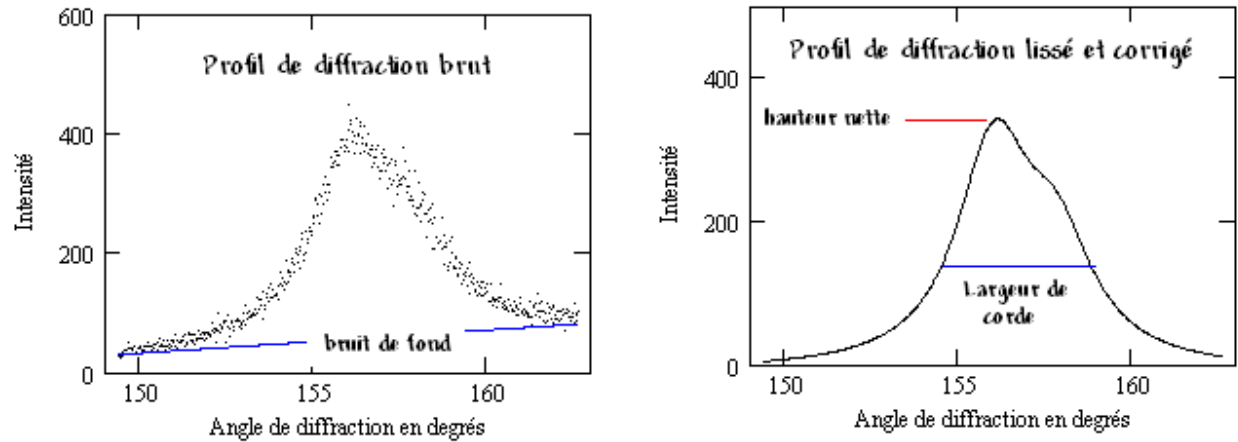 600
Profil de diffraction brut
400
Intensité
200
bruit de fond
0
150
155
160
Angle de diffraction en degrés
Profil de diffraction lissé et corrigé
400
hauteur nette
Intensité
200
Largeur de
corde
0
150
155
160
Angle de diffraction en degrés